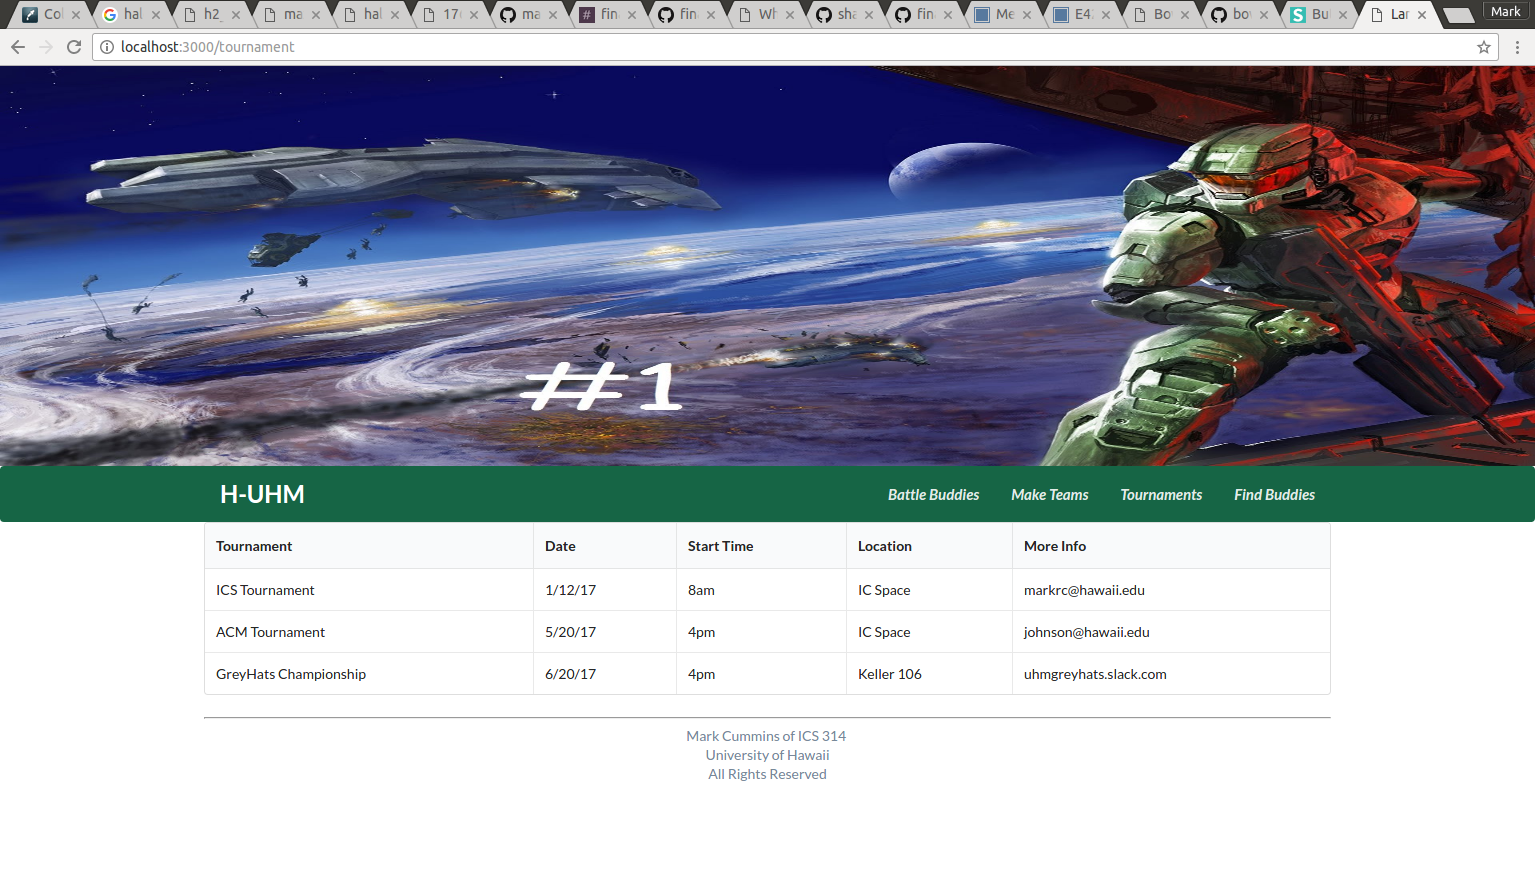 Col hal h2_ ma hal 17 ma fin fin Wh sha fin Me E4 Bo bo Bu Lar Mark
localhost:3000/tournament
#1
H-UHM Battle Buddies Make Teams Tournaments Find Buddies
Tournament Date Start Time Location More Info
ICS Tournament 1/12/17 8am IC Space markrc@hawaii.edu
ACM Tournament 5/20/17 4pm IC Space johnson@hawaii.edu
GreyHats Championship 6/20/17 4pm Keller 106 uhmgreyhats.slack.com
Mark Cummins of ICS 314
University of Hawaii
All Rights Reserved